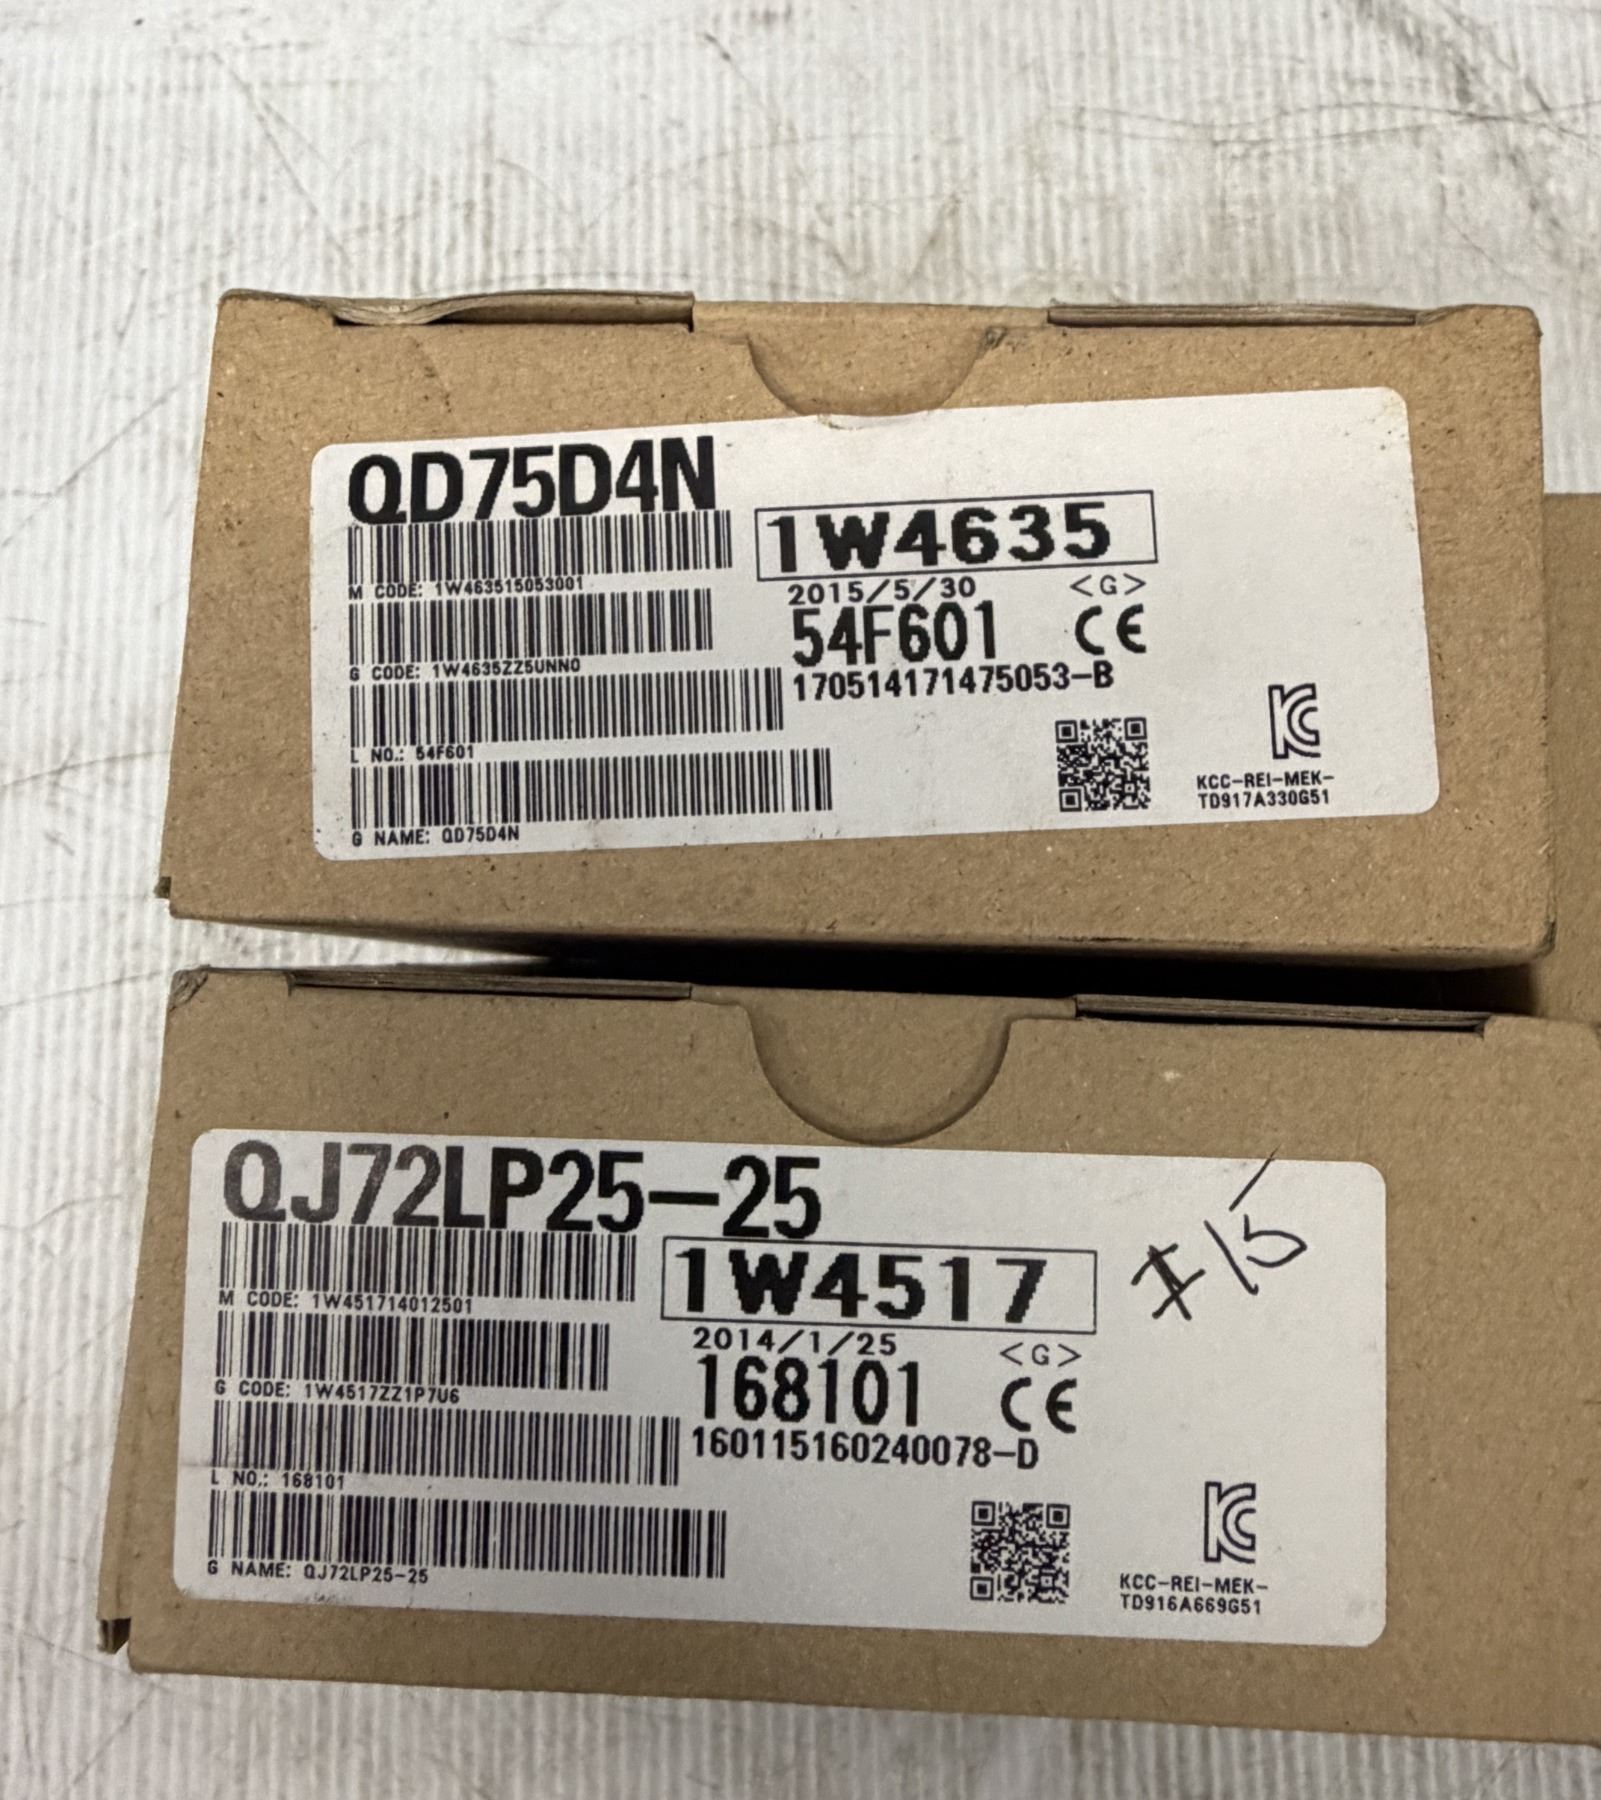 QD75D4N
1W4635
M CODE: 1W463515053001
2015/5/30 <G>
54F601 CE
G CODE: 1W4635ZZ5UNN0
170514171475053-B
L NO.: 54F601
KC
KCC-REI-MEK-
TD917A330G51
G NAME: QD75D4N
QJ72LP25-25
1W4517
#15
M CODE: 1W451714012501
2014/1/25 <G>
168101 CE
G CODE: 1W4517ZZ1P7U6
160115160240078-D
L NO.: 168101
KC
KCC-REI-MEK-
TD916A669G51
G NAME: QJ72LP25-25